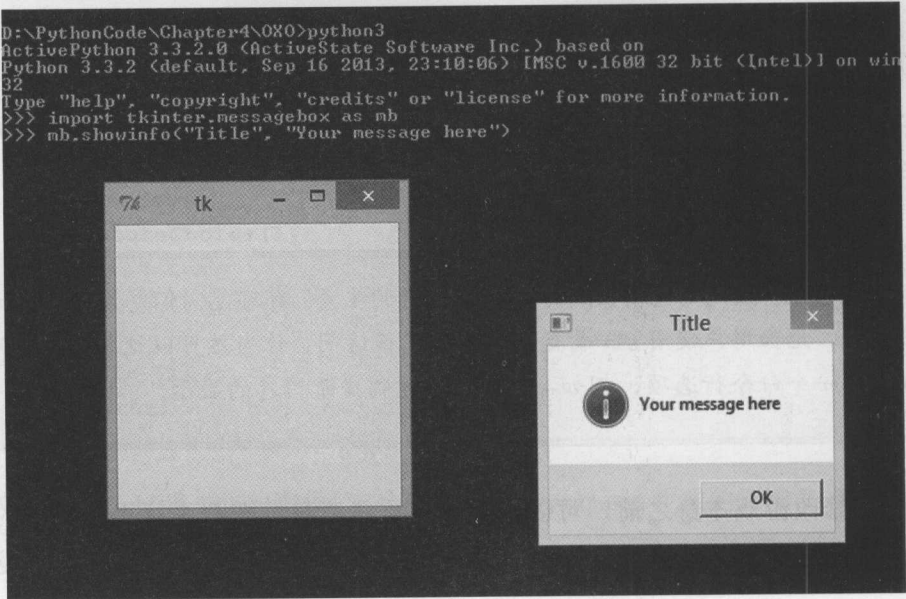 D:\PythonCode\Chapter4\OXO>python3
ActivePython 3.3.2.0 (ActiveState Software Inc.) based on
Python 3.3.2 (default, Sep 16 2013, 23:10:06) [MSC v.1600 32 bit (Intel)] on win
32
Type "help", "copyright", "credits" or "license" for more information.
>>> import tkinter.messagebox as mb
>>> mb.showinfo("Title", "Your message here")
tk
Title
Your message here
OK